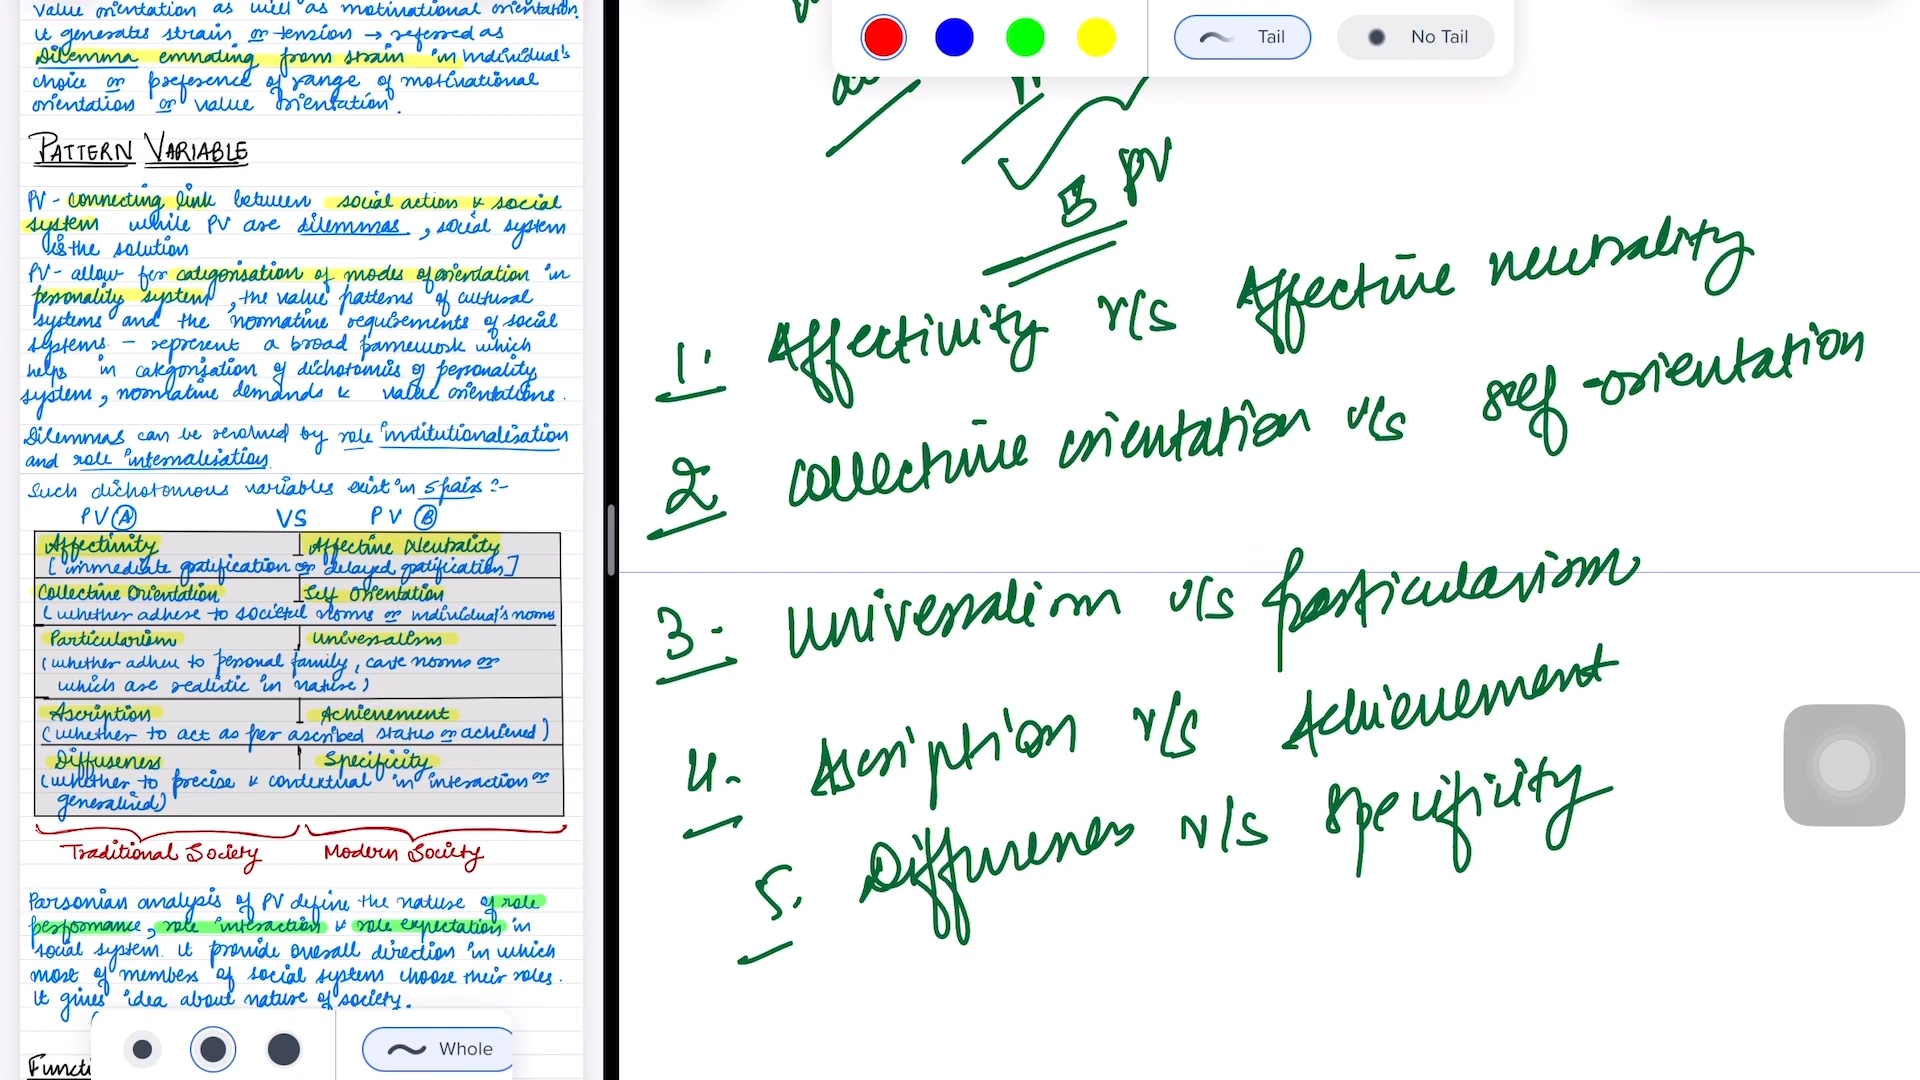 value orientation as well as motivational orientation.
it generates strain or tension → referred as
Dilemma emnating from strain in individual's
choice or preference of range of motivational
orientation or value orientation.
PATTERN VARIABLE
PV - connecting link between social action & social
system while PV are dilemmas, social system
is the solution
PV - allow for categorisation of modes of orientation in
personality system, the value patterns of cultural
systems and the normative requirements of social
systems. - represent a broad framework which
helps in categorisation of dichotomies of personality
system, normative demands & value orientations.
Dilemmas can be resolved by role institutionalisation
and role internalisation.
Such dichotomous variables exist in 5 pairs :-
PV (A) VS PV (B)
Affectivity Affective Neutrality
[immediate gratification or delayed gratification]
Collective Orientation Self Orientation
(whether adhere to societal norms or individual's norms
Particularism universalism
(whether adhere to personal family, caste norms or
which are realistic in nature)
Ascription Achievement
(whether to act as per ascribed status or achieved)
Diffuseness Specificity
(whether to precise & contextual in interaction or
generalised)
Traditional Society Modern Society
Parsonian analysis of PV define the nature of role
performance, role interaction & role expectation in
social system. it provide overall direction in which
most of members of social system choose their roles.
It gives idea about nature of society.
Functi
Whole
Tail
No Tail
5 PV
1. Affectivity v/s Affective neutrality
2 collective orientation v/s self-orientation
3. Universalism v/s particularism
4. Ascription v/s Achievement
5. Diffuseness v/s specificity